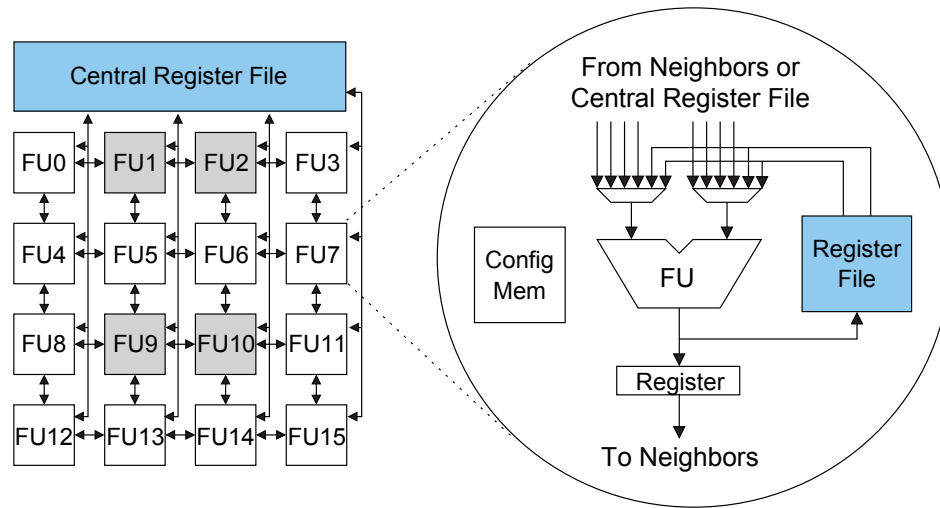 Central Register File
FU0 FU1 FU2 FU3
FU4 FU5 FU6 FU7
FU8 FU9 FU10 FU11
FU12 FU13 FU14 FU15
From Neighbors or
Central Register File
Config
Mem
FU
Register
File
Register
To Neighbors